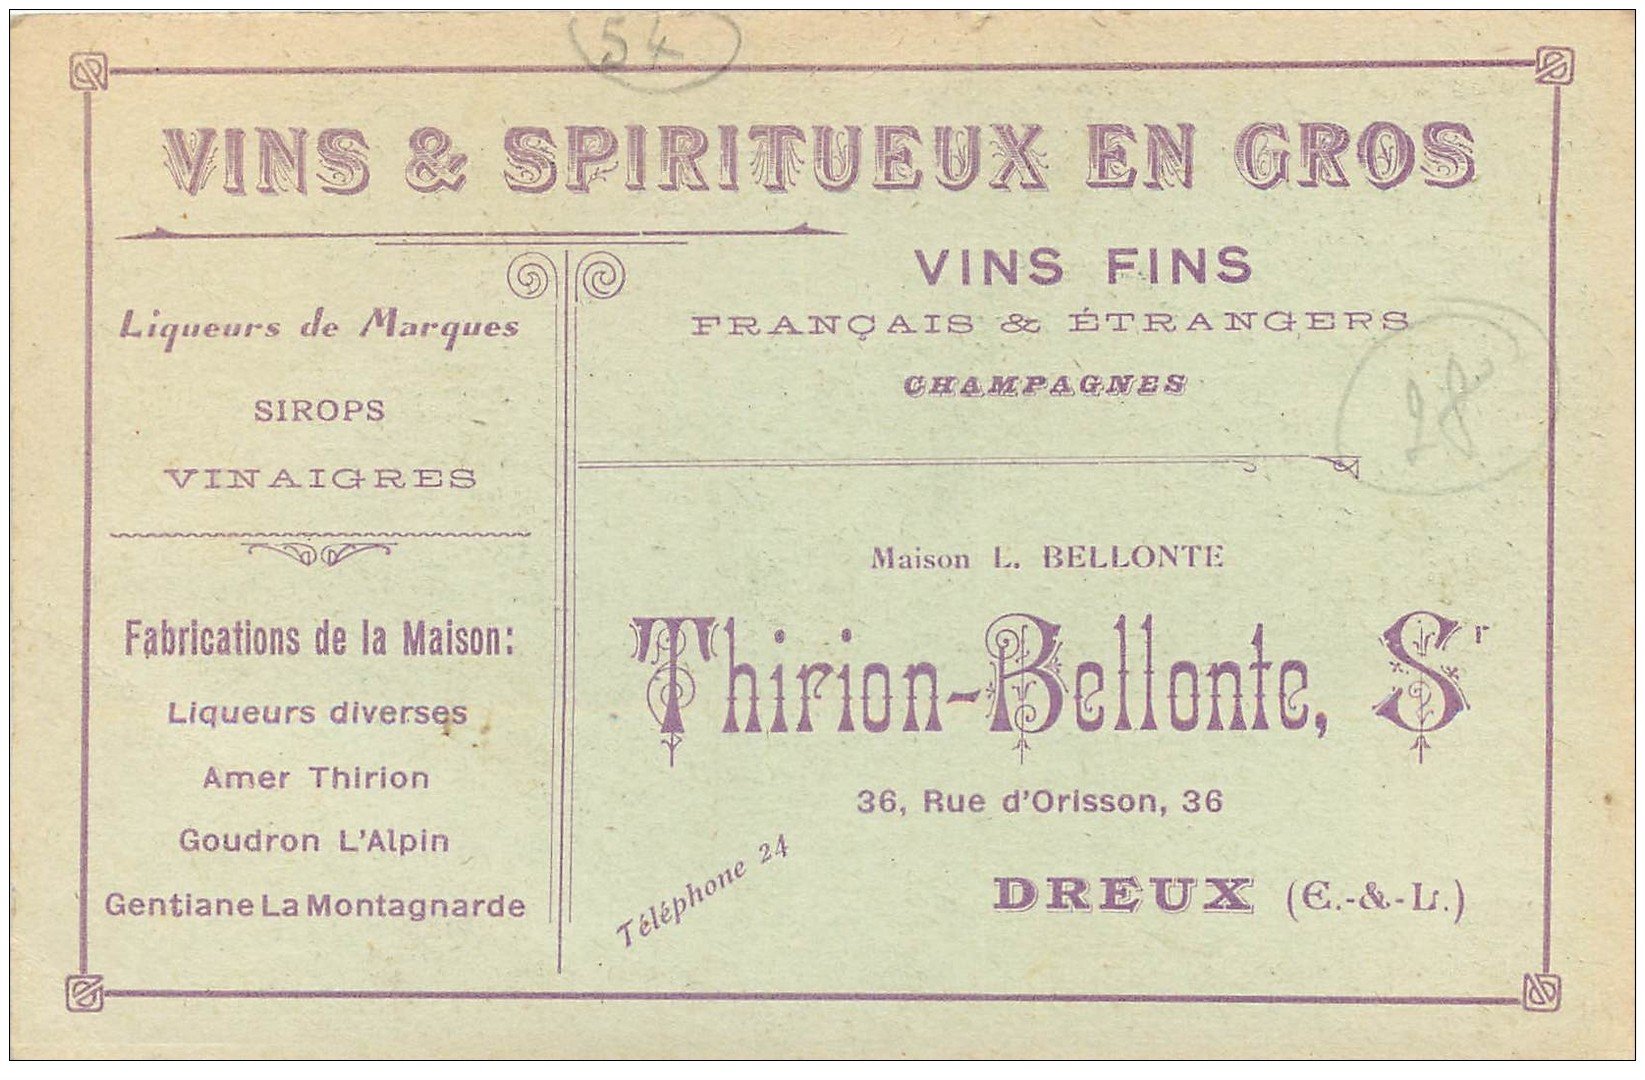 54
VINS & SPIRITUEUX EN GROS
Liqueurs de Marques
SIROPS
VINAIGRES
Fabrications de la Maison:
Liqueurs diverses
Amer Thirion
Goudron L'Alpin
Gentiane La Montagnarde
VINS FINS
FRANÇAIS & ÉTRANGERS
CHAMPAGNES
28
Maison L. BELLONTE
Thirion-Bellonte, Sr
36, Rue d'Orisson, 36
Téléphone 24
DREUX (E.-&-L.)